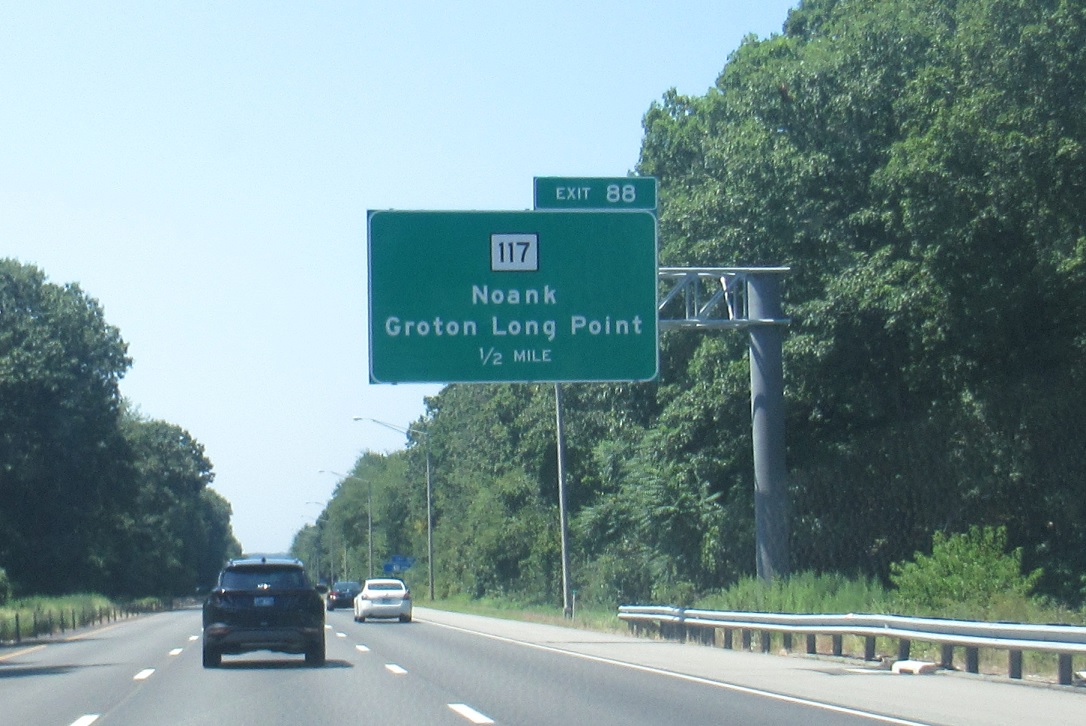 EXIT 88
117
Noank
Groton Long Point
1/2 MILE